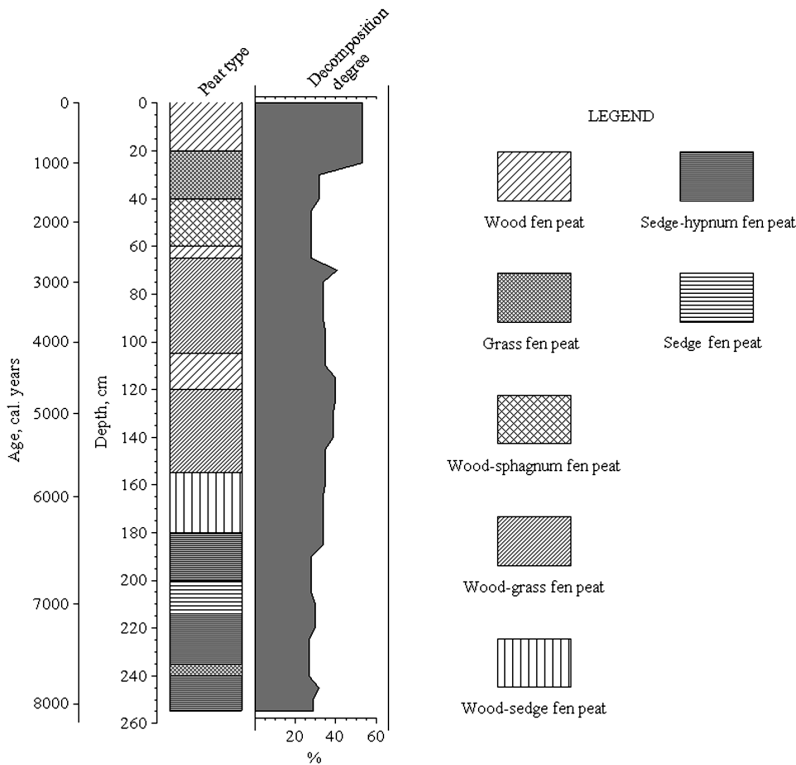 Peat type
Decomposition
degree
Age, cal. years
0
1000
2000
3000
4000
5000
6000
7000
8000
Depth, cm
0
20
40
60
80
100
120
140
160
180
200
220
240
260
20 40 60
%
LEGEND
Wood fen peat
Sedge-hypnum fen peat
Grass fen peat
Sedge fen peat
Wood-sphagnum fen peat
Wood-grass fen peat
Wood-sedge fen peat